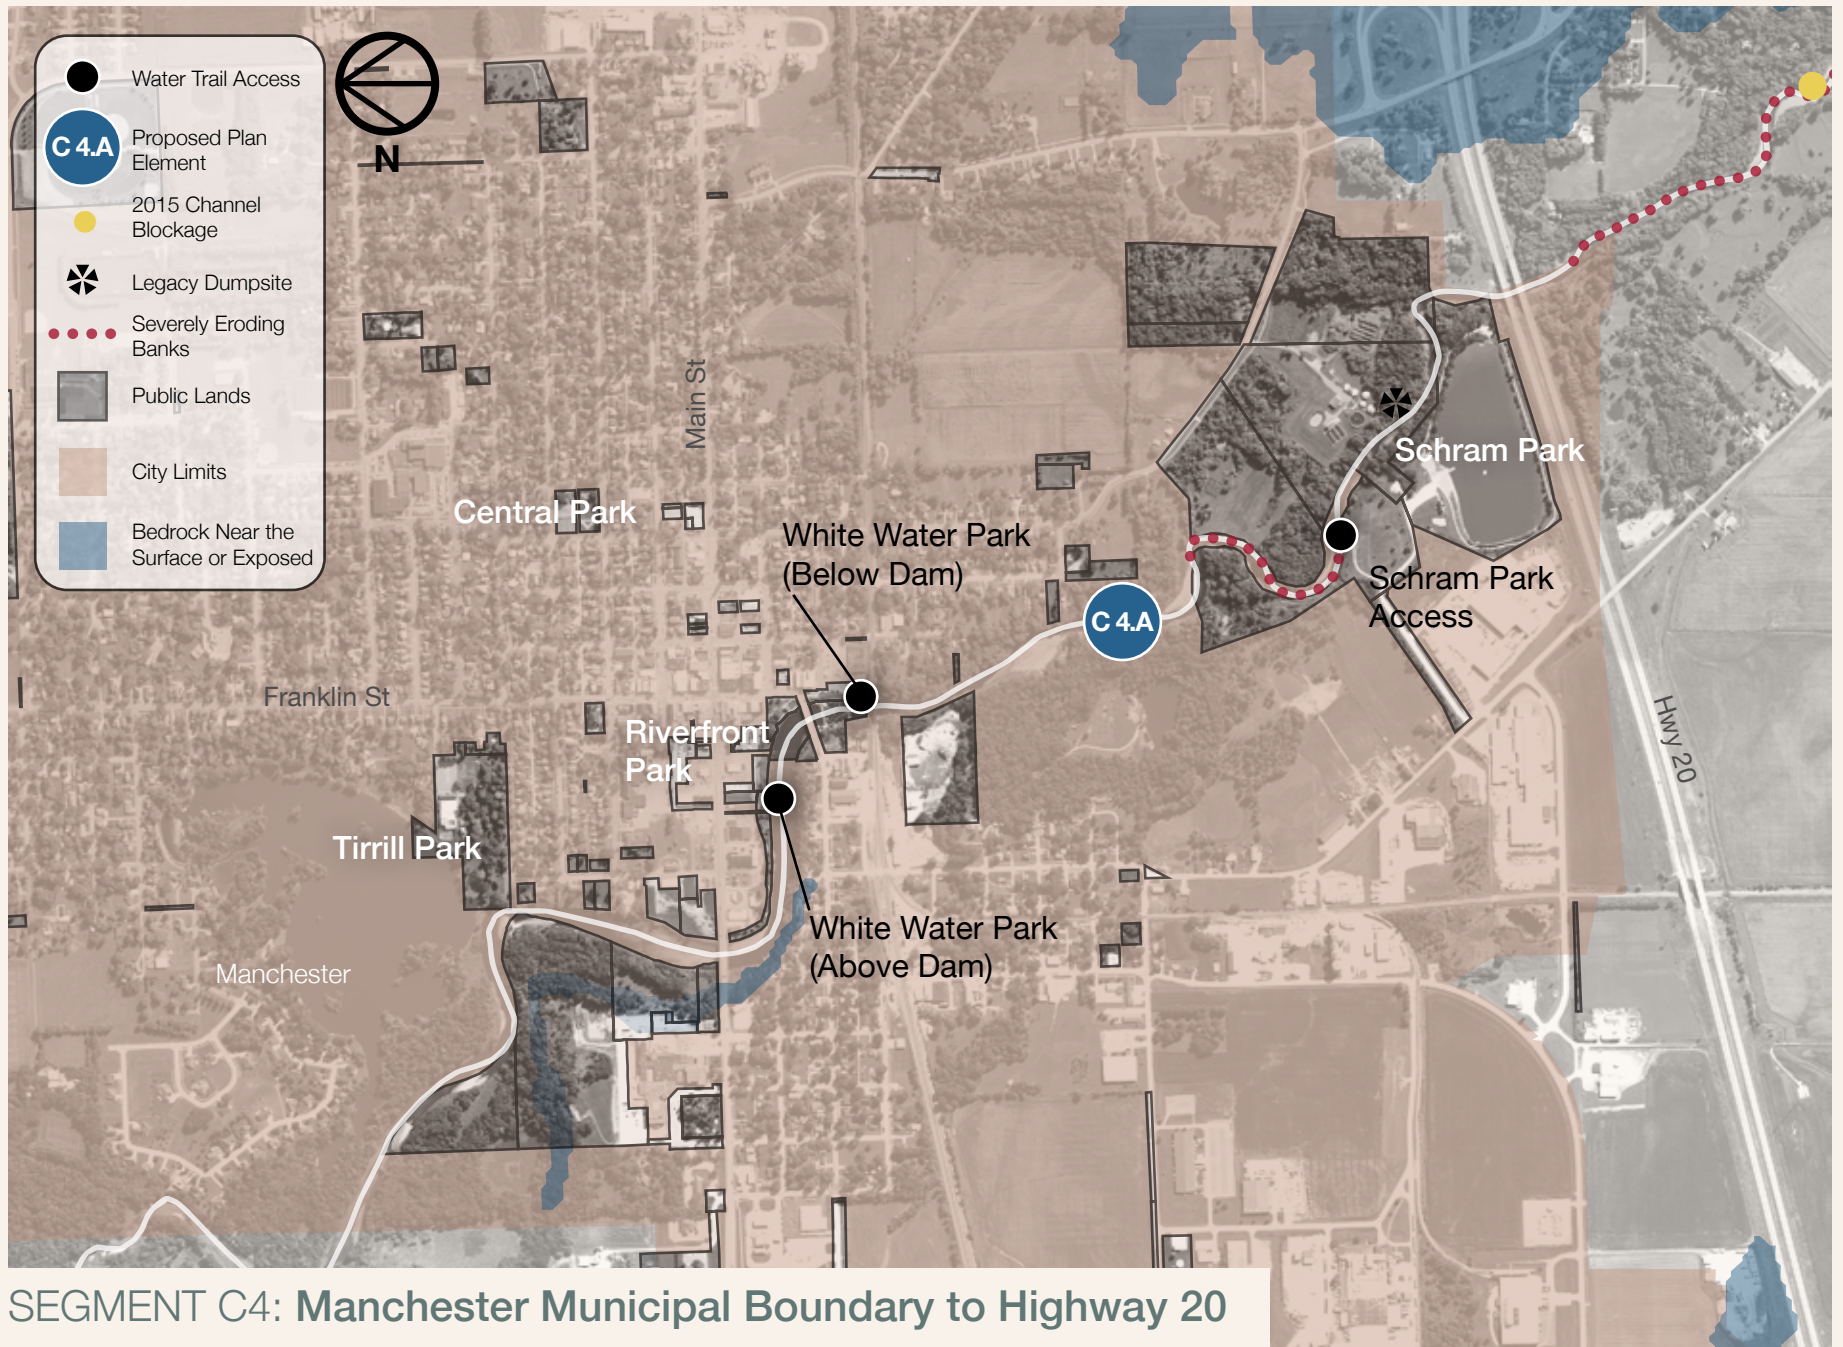 Water Trail Access
C 4.A
Proposed Plan
Element
2015 Channel
Blockage
Legacy Dumpsite
Severely Eroding
Banks
Public Lands
City Limits
Bedrock Near the
Surface or Exposed
N
Main St
Central Park
White Water Park
(Below Dam)
Schram Park
Schram Park
Access
C 4.A
Franklin St
Riverfront
Park
Hwy 20
Tirrill Park
White Water Park
(Above Dam)
Manchester
SEGMENT C4: Manchester Municipal Boundary to Highway 20